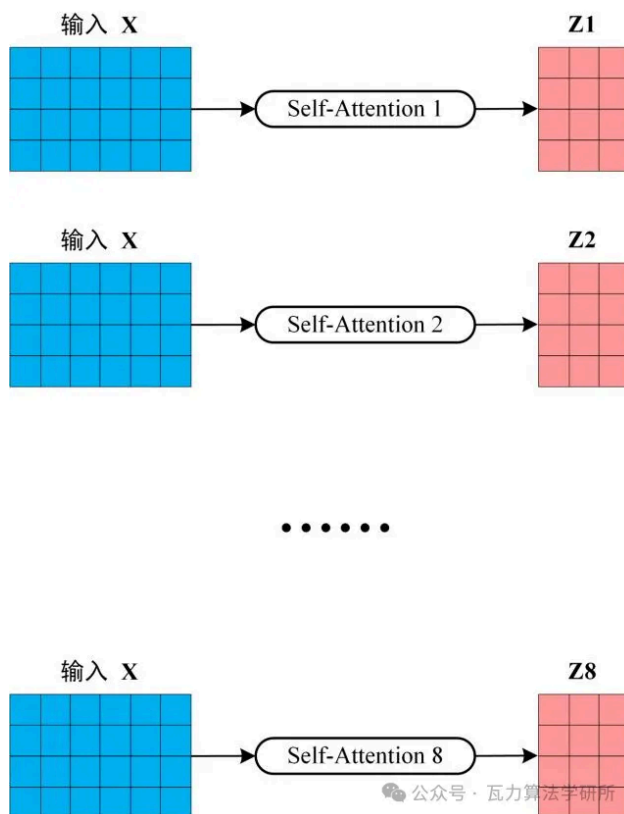 输入 X
Z1
Self-Attention 1
输入 X
Z2
Self-Attention 2
......
输入 X
Z8
Self-Attention 8
公众号 · 瓦力算法学研所